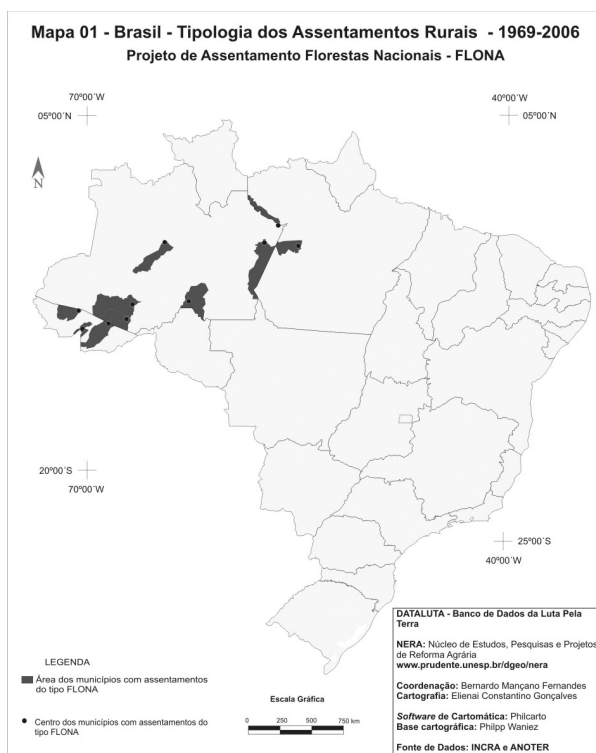 Mapa 01 - Brasil - Tipologia dos Assentamentos Rurais - 1969-2006
Projeto de Assentamento Florestas Nacionais - FLONA
70º00´W
40º00´W
05º00´N
05º00´N
N
20º00´S
70º00´W
25º00´S
40º00´W
LEGENDA
Área dos municípios com assentamentos
do tipo FLONA
Centro dos municípios com assentamentos do
tipo FLONA
Escala Gráfica
0 250 500 750 km
DATALUTA - Banco de Dados da Luta Pela
Terra
NERA: Núcleo de Estudos, Pesquisas e Projetos
de Reforma Agrária
www.prudente.unesp.br/dgeo/nera
Coordenação: Bernardo Mançano Fernandes
Cartografia: Elienai Constantino Gonçalves
Software de Cartomática: Philcarto
Base cartográfica: Philpp Waniez
Fonte de Dados: INCRA e ANOTER